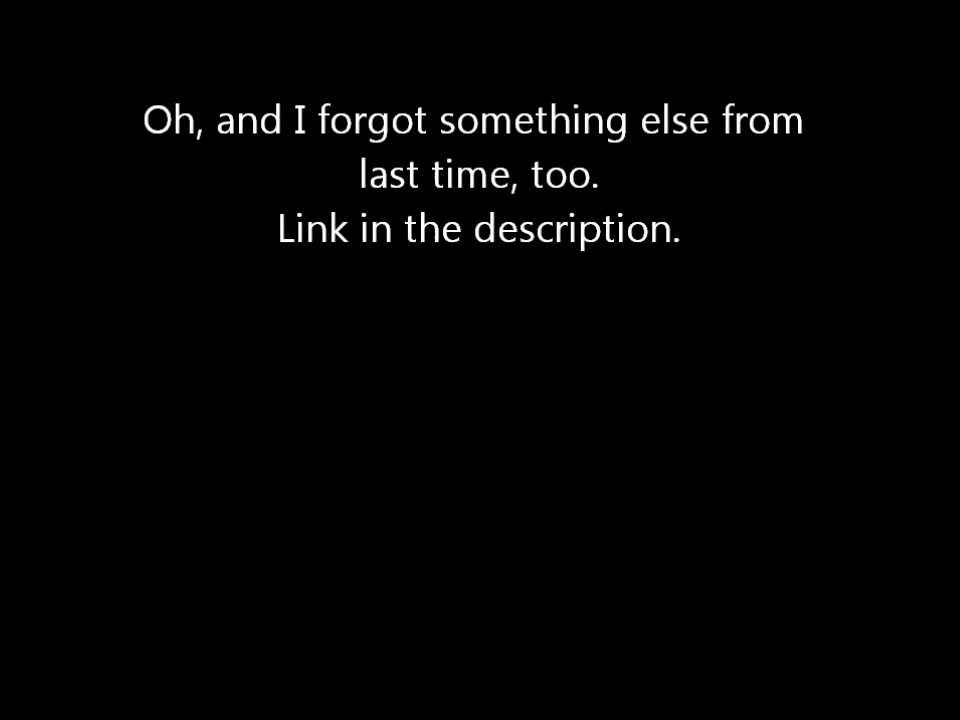 Oh, and I forgot something else from
last time, too.
Link in the description.